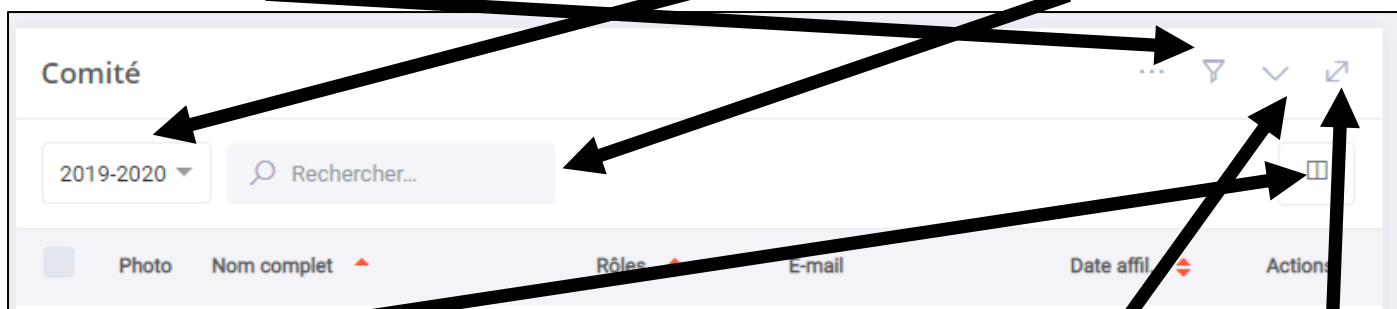 Comité
2019-2020 Rechercher...
Photo Nom complet Rôles E-mail Date affil. Actions